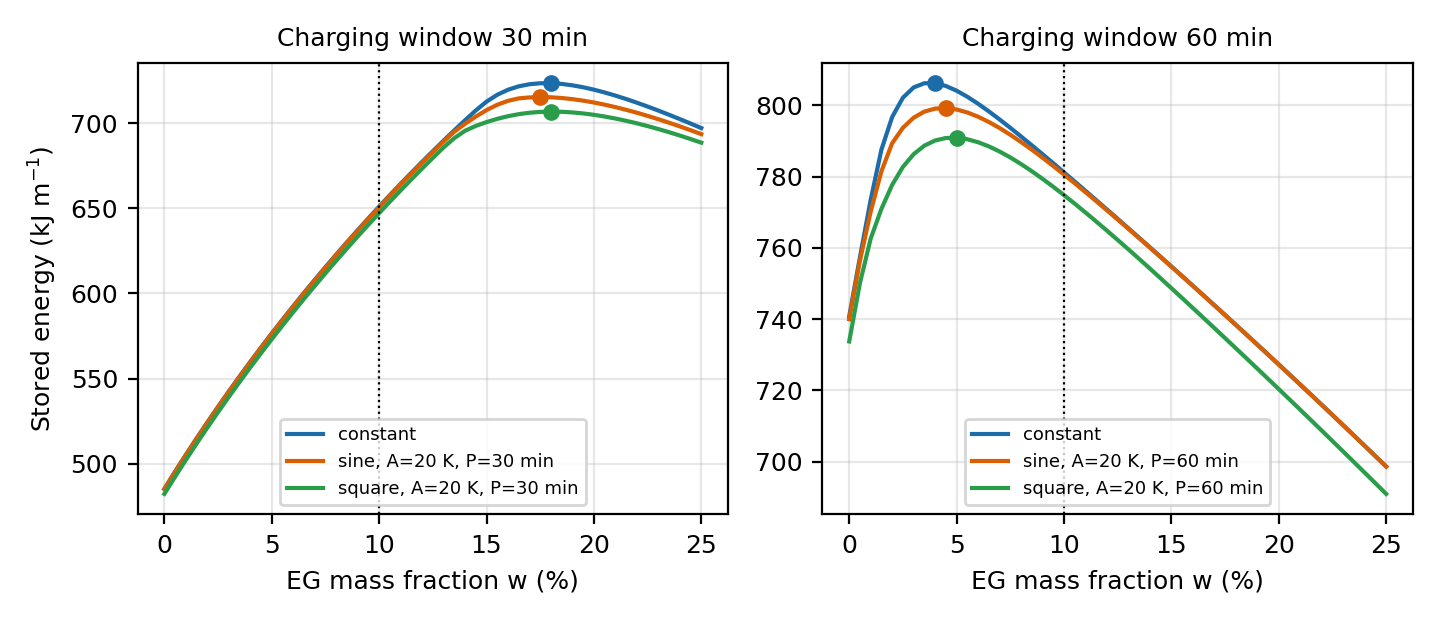 Charging window 30 min
Stored energy (kJ m⁻¹)
700
650
600
550
500
constant
sine, A=20 K, P=30 min
square, A=20 K, P=30 min
0 5 10 15 20 25
EG mass fraction w (%)
Charging window 60 min
800
780
760
740
720
700
constant
sine, A=20 K, P=60 min
square, A=20 K, P=60 min
0 5 10 15 20 25
EG mass fraction w (%)